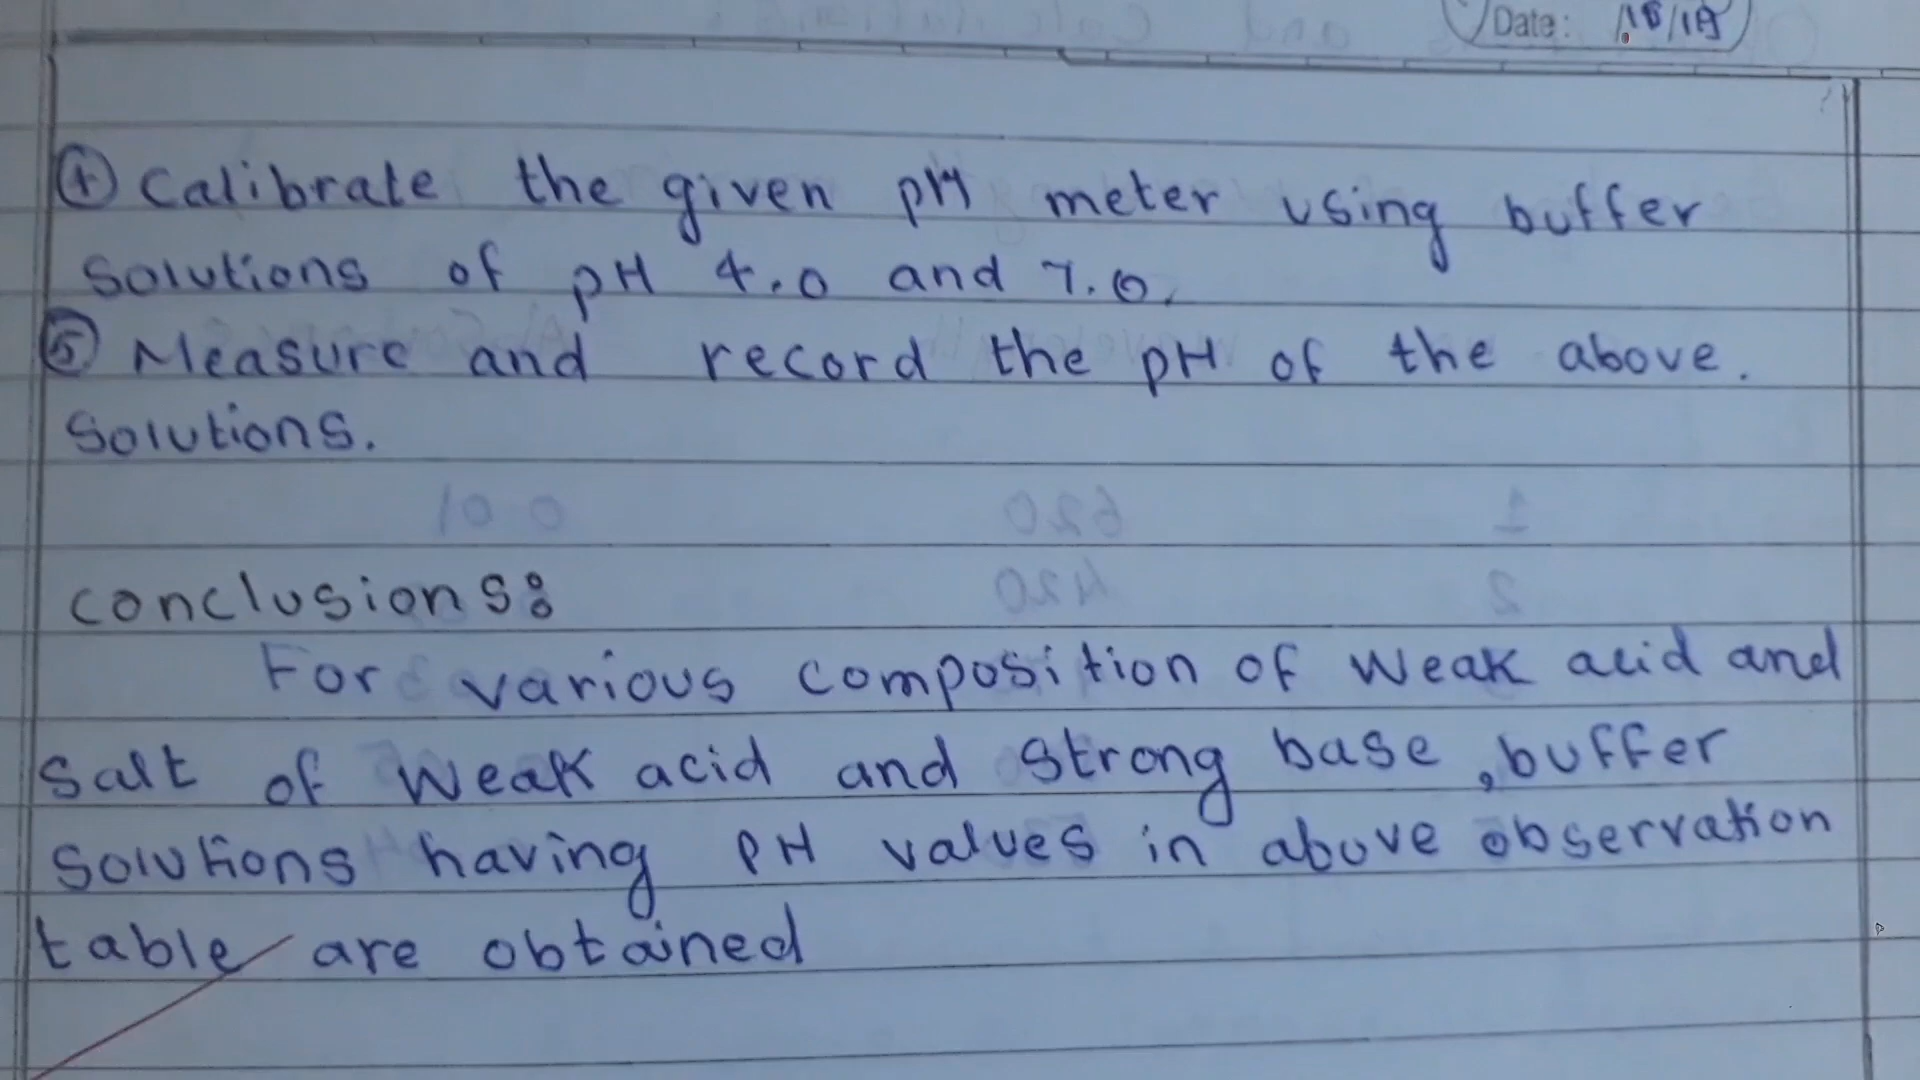 Date: 18/19
④ Calibrate the given pH meter using buffer
Solutions of pH 4.0 and 7.0.
⑤ Measure and record the pH of the above.
Solutions.
conclusions:
For various composition of weak acid and
salt of weak acid and strong base, buffer
solutions having PH values in above observation
table are obtained